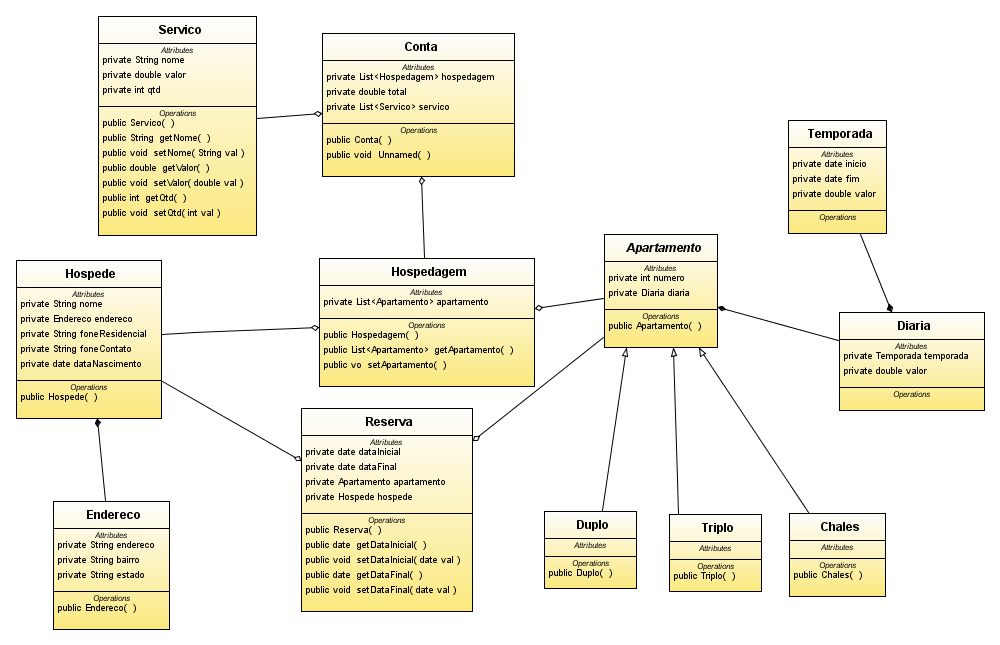 Servico
Attributes
private String nome
private double valor
private int qtd
Operations
public Servico( )
public String getNome( )
public void setNome( String val )
public double getValor( )
public void setValor( double val )
public int getQtd( )
public void setQtd( int val )
Conta
Attributes
private List<Hospedagem> hospedagem
private double total
private List<Servico> servico
Operations
public Conta( )
public void Unnamed( )
Temporada
Attributes
private date inicio
private date fim
private double valor
Operations
Hospede
Attributes
private String nome
private Endereco endereco
private String foneResidencial
private String foneContato
private date dataNascimento
Operations
public Hospede( )
Hospedagem
Attributes
private List<Apartamento> apartamento
Operations
public Hospedagem( )
public List<Apartamento> getApartamento( )
public vo setApartamento( )
Apartamento
Attributes
private int numero
private Diaria diaria
Operations
public Apartamento( )
Diaria
Attributes
private Temporada temporada
private double valor
Operations
Reserva
Attributes
private date dataInicial
private date dataFinal
private Apartamento apartamento
private Hospede hospede
Operations
public Reserva( )
public date getDataInicial( )
public void setDataInicial( date val )
public date getDataFinal( )
public void setDataFinal( date val )
Endereco
Attributes
private String endereco
private String bairro
private String estado
Operations
public Endereco( )
Duplo
Attributes
Operations
public Duplo( )
Triplo
Attributes
Operations
public Triplo( )
Chales
Attributes
Operations
public Chales( )